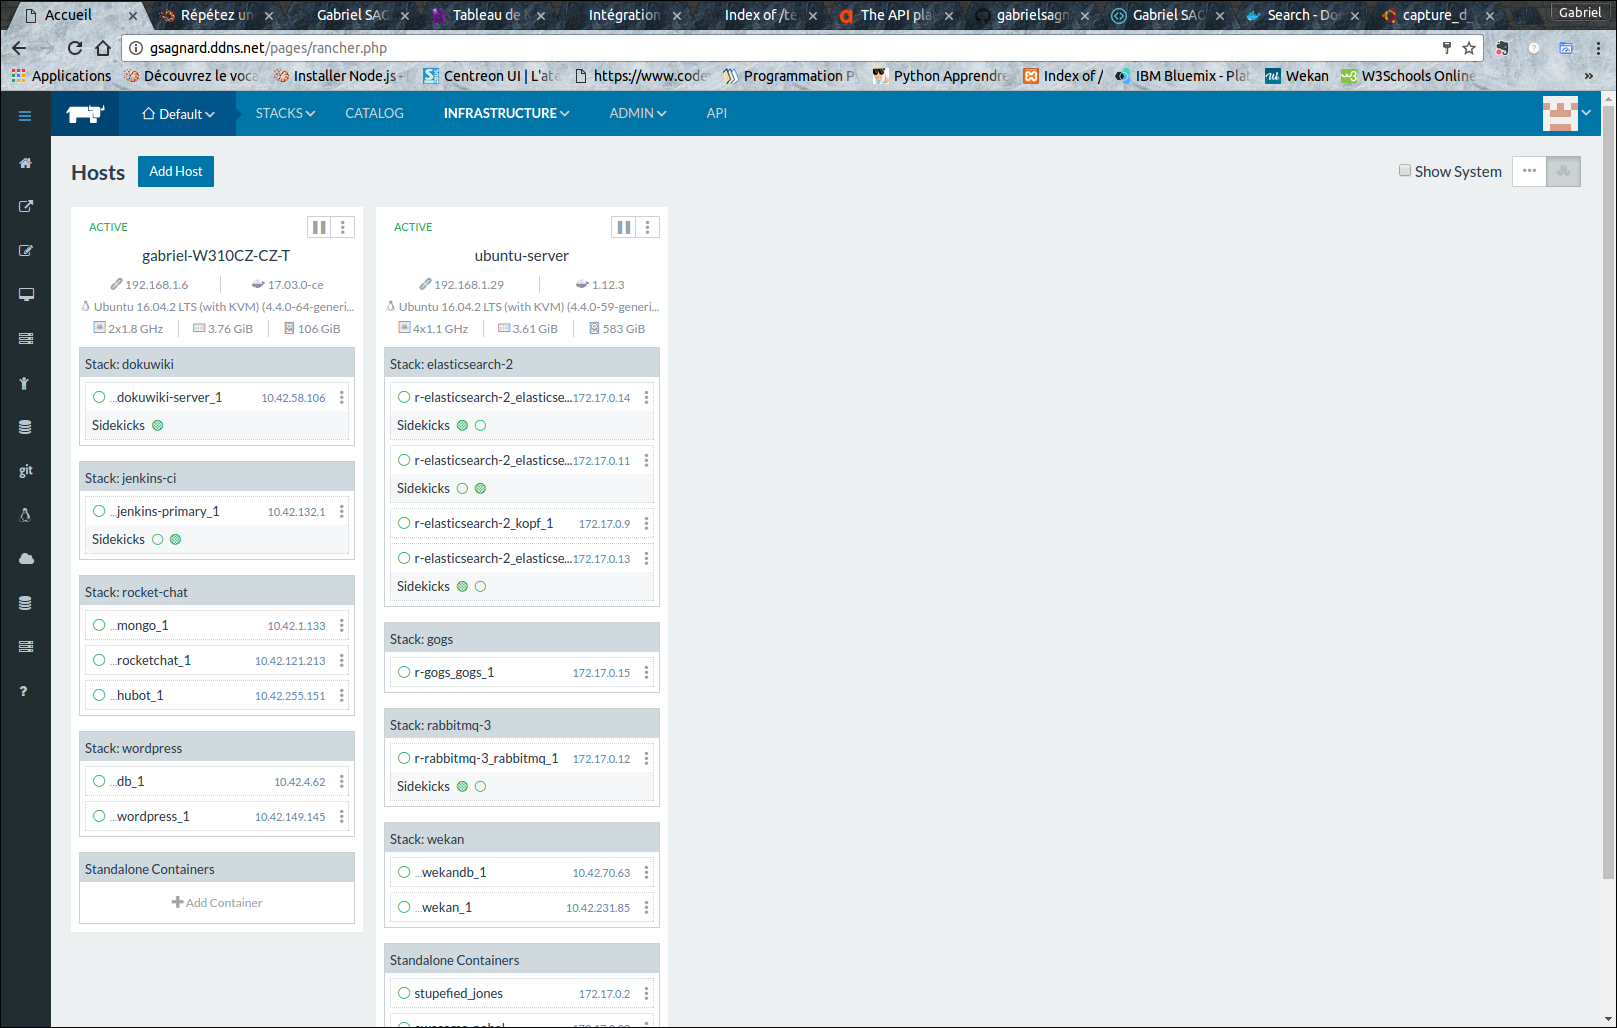 Accueil
Répétez un
Gabriel SAG
Tableau de
Intégration
Index of /te
The API pla
gabrielsagn
Gabriel SAC
Search - Do
capture_d
Gabriel
gsagnard.ddns.net/pages/rancher.php
Applications
Découvrez le voca
Installer Node.js -
Centreon UI | L'ate
https://www.code
Programmation P
Python Apprendre
Index of /
IBM Bluemix - Plat
Wekan
W3Schools Online
»
Default
STACKS
CATALOG
INFRASTRUCTURE
ADMIN
API
Hosts
Add Host
Show System
git
?
ACTIVE
gabriel-W310CZ-CZ-T
192.168.1.6
17.03.0-ce
Ubuntu 16.04.2 LTS (with KVM) (4.4.0-64-generi...
2x1.8 GHz
3.76 GiB
106 GiB
Stack: dokuwiki
...dokuwiki-server_1
10.42.58.106
Sidekicks
Stack: jenkins-ci
...jenkins-primary_1
10.42.132.1
Sidekicks
Stack: rocket-chat
...mongo_1
10.42.1.133
...rocketchat_1
10.42.121.213
...hubot_1
10.42.255.151
Stack: wordpress
...db_1
10.42.4.62
...wordpress_1
10.42.149.145
Standalone Containers
Add Container
ACTIVE
ubuntu-server
192.168.1.29
1.12.3
Ubuntu 16.04.2 LTS (with KVM) (4.4.0-59-generi...
4x1.1 GHz
3.61 GiB
583 GiB
Stack: elasticsearch-2
r-elasticsearch-2_elasticse...
172.17.0.14
Sidekicks
r-elasticsearch-2_elasticse...
172.17.0.11
Sidekicks
r-elasticsearch-2_kopf_1
172.17.0.9
r-elasticsearch-2_elasticse...
172.17.0.13
Sidekicks
Stack: gogs
r-gogs_gogs_1
172.17.0.15
Stack: rabbitmq-3
r-rabbitmq-3_rabbitmq_1
172.17.0.12
Sidekicks
Stack: wekan
...wekandb_1
10.42.70.63
...wekan_1
10.42.231.85
Standalone Containers
stupefied_jones
172.17.0.2